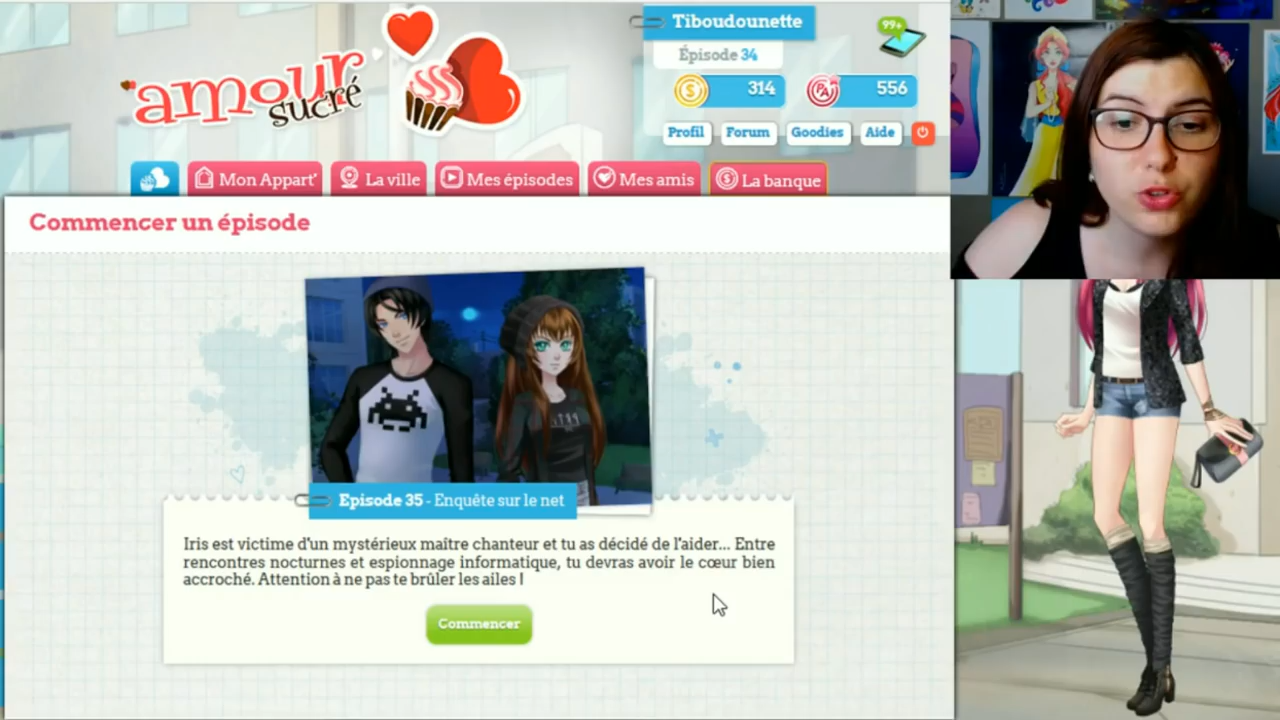 amour
sucré
Tiboudounette
99+
Épisode 34
314
556
Profil
Forum
Goodies
Aide
Mon Appart'
La ville
Mes épisodes
Mes amis
La banque
Commencer un épisode
Episode 35 - Enquête sur le net
Iris est victime d'un mystérieux maître chanteur et tu as décidé de l'aider... Entre
rencontres nocturnes et espionnage informatique, tu devras avoir le cœur bien
accroché. Attention à ne pas te brûler les ailes !
Commencer